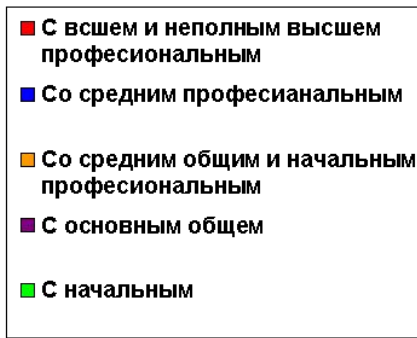 С всшем и неполным высшем
професиональным
Со средним професианальным
Со средним общим и начальным
професиональным
С основным общем
С начальным